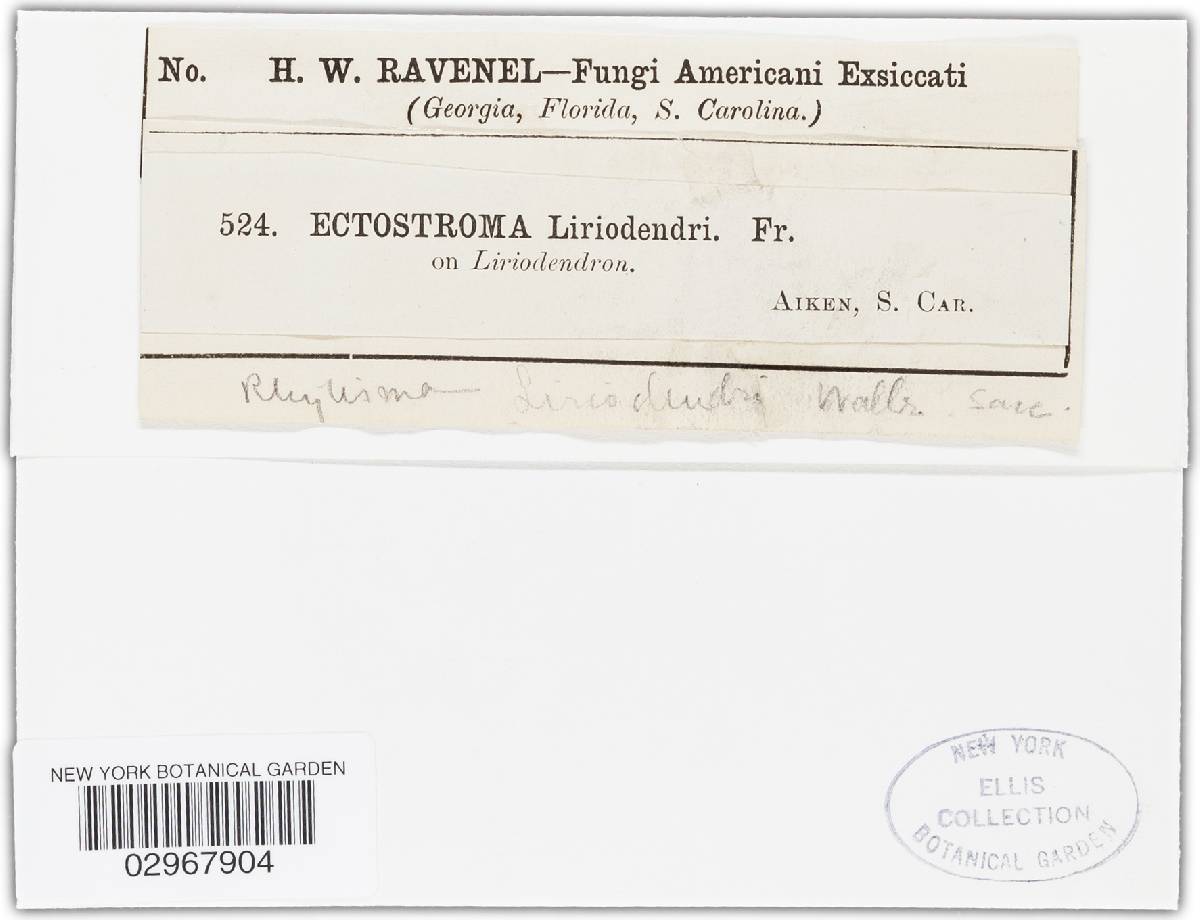 No. H. W. RAVENEL—Fungi Americani Exsiccati
(Georgia, Florida, S. Carolina.)
524. ECTOSTROMA Liriodendri. Fr.
on Liriodendron.
AIKEN, S. CAR.
Rhytisma Liriodendri Wallr. Sacc.
NEW YORK BOTANICAL GARDEN
02967904
NEW YORK
ELLIS
COLLECTION
BOTANICAL GARDEN